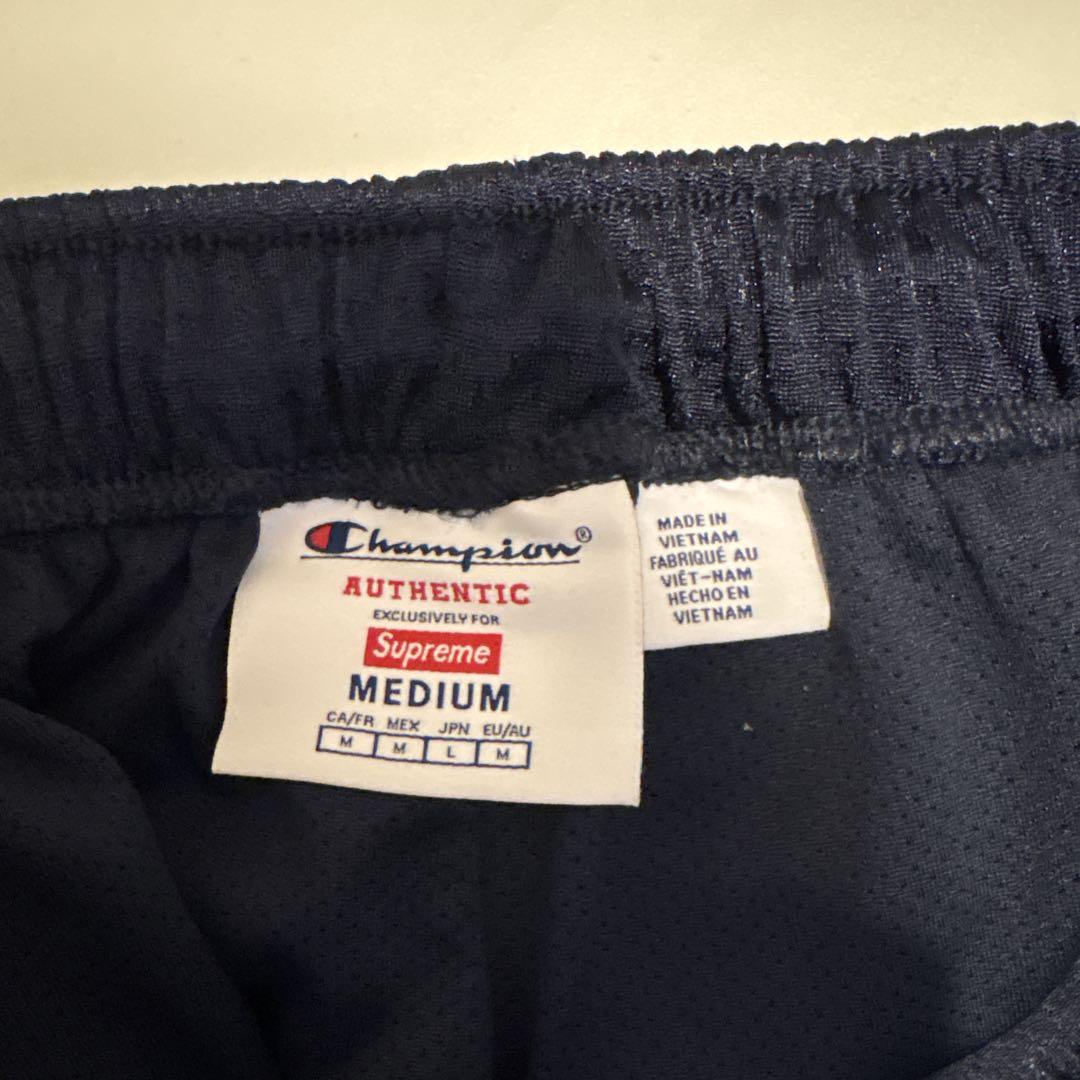 Champion®
AUTHENTIC
EXCLUSIVELY FOR
Supreme
MEDIUM
CA/FR MEX JPN EU/AU
M M L M
MADE IN
VIETNAM
FABRIQUÉ AU
VIÊT-NAM
HECHO EN
VIETNAM